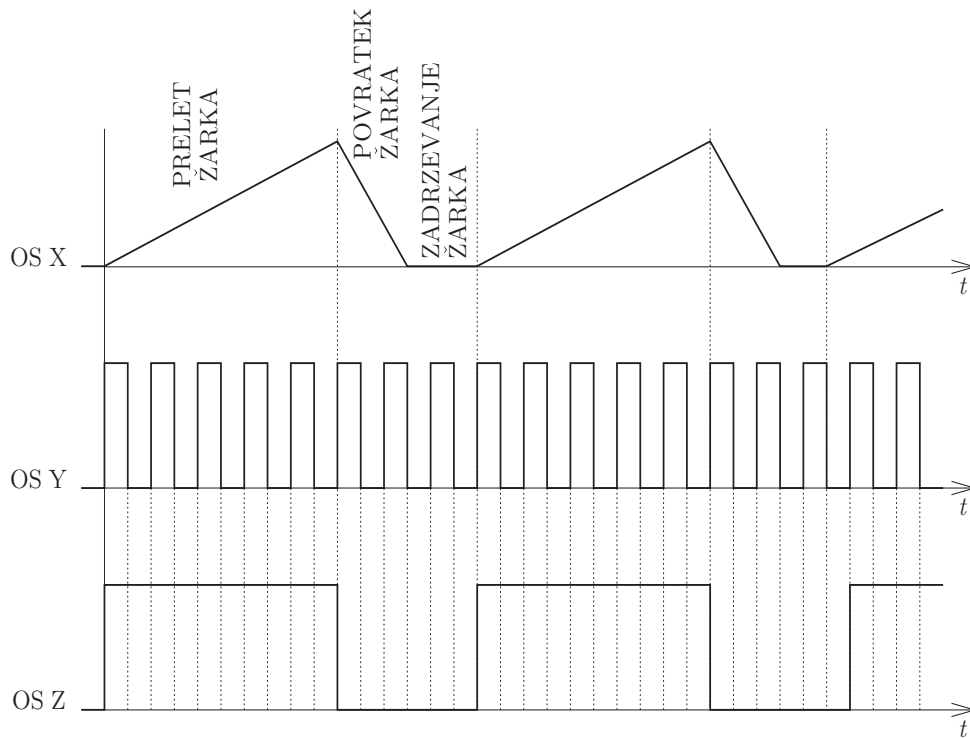 PRELET
ŽARKA
POVRATEK
ŽARKA
ZADRZEVANJE
ŽARKA
OS X
t
OS Y
t
OS Z
t